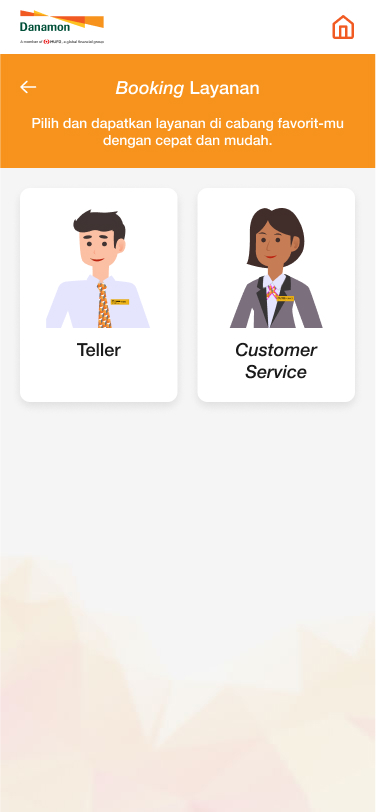 Danamon
A member of MUFG, a global financial group
Booking Layanan
Pilih dan dapatkan layanan di cabang favorit-mu
dengan cepat dan mudah.
Teller
Customer
Service